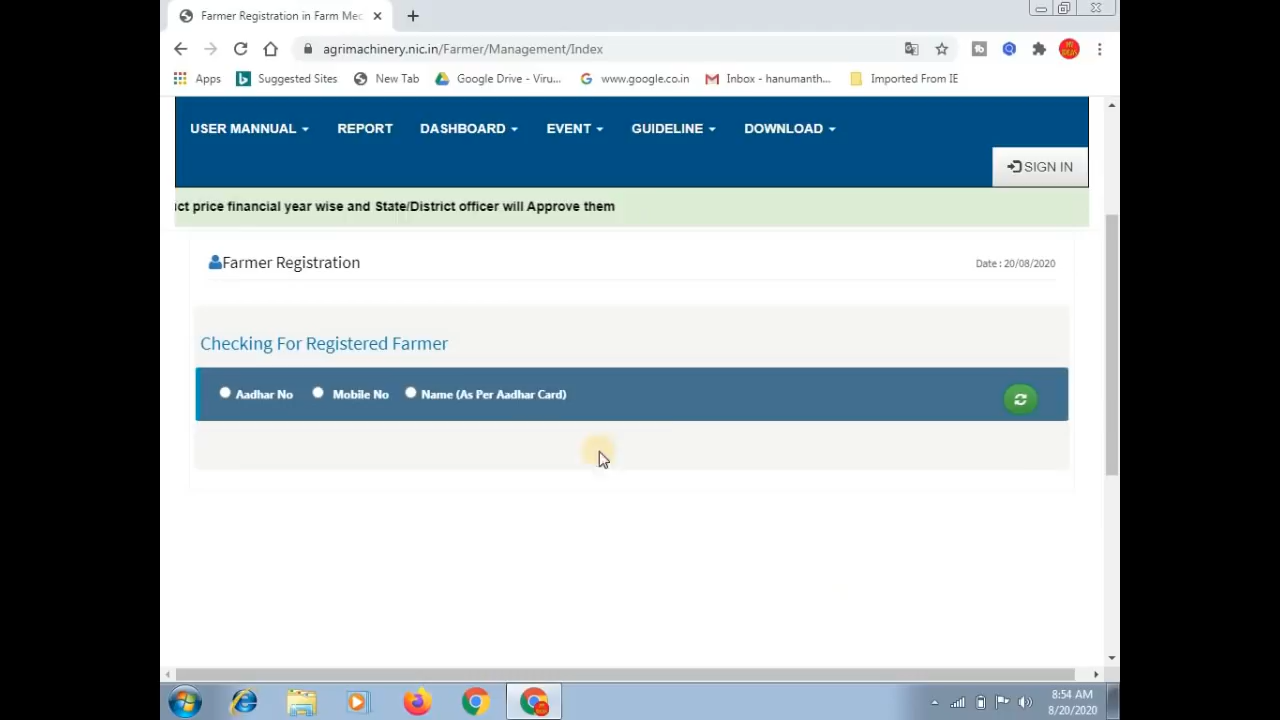 Farmer Registration in Farm Mec
agrimachinery.nic.in/Farmer/Management/Index
Apps Suggested Sites New Tab Google Drive - Viru... www.google.co.in Inbox - hanumanth... Imported From IE
USER MANNUAL REPORT DASHBOARD EVENT GUIDELINE DOWNLOAD
SIGN IN
ct price financial year wise and State/District officer will Approve them
Farmer Registration
Date : 20/08/2020
Checking For Registered Farmer
Aadhar No Mobile No Name (As Per Aadhar Card)
8:54 AM
8/20/2020